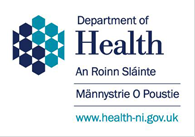 Department of
Health
An Roinn Sláinte
Männystrie O Poustie
www.health-ni.gov.uk